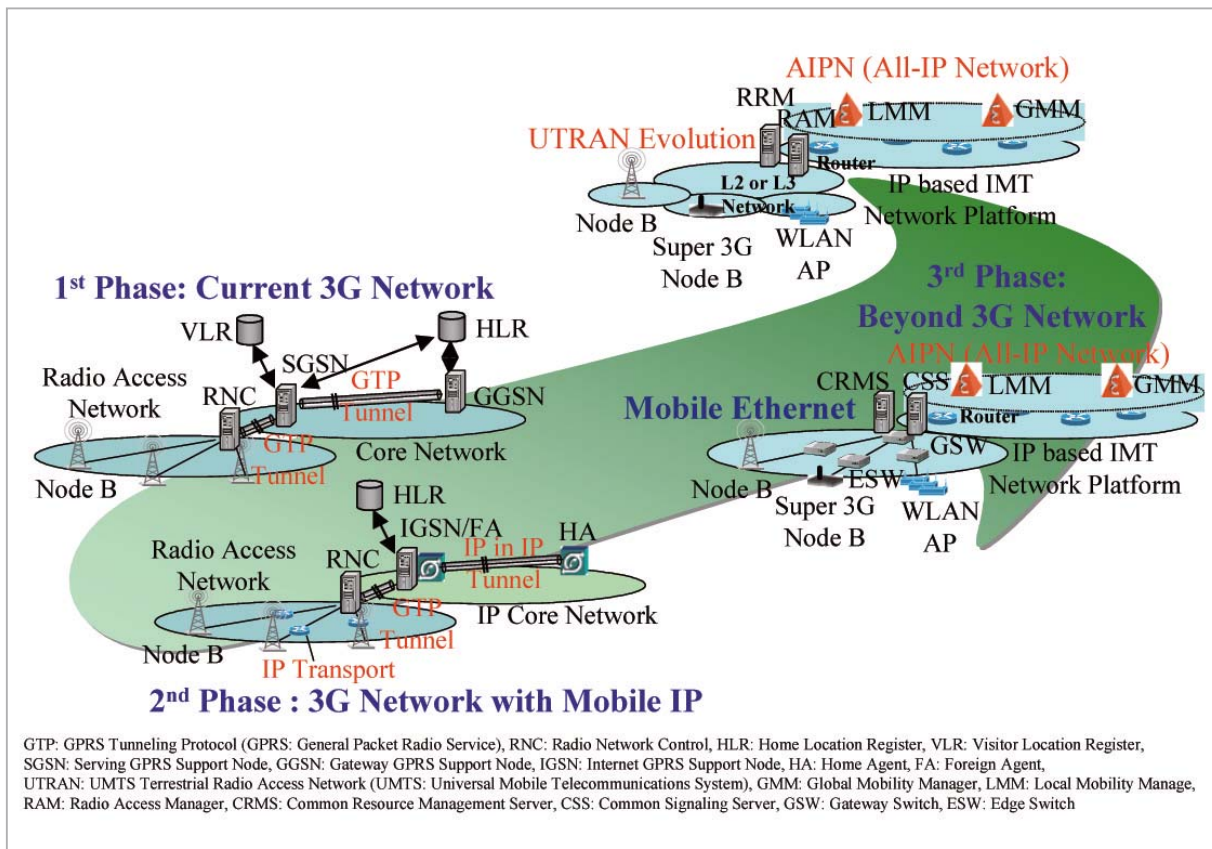 AIPN (All-IP Network)
RRM
RAM
LMM
GMM
UTRAN Evolution
Router
L2 or L3
Network
IP based IMT
Network Platform
Node B
Super 3G
Node B
WLAN
AP
1st Phase: Current 3G Network
VLR
HLR
SGSN
GTP
Tunnel
Radio Access
Network
RNC
GGSN
GTP
Tunnel
Core Network
Node B
3rd Phase:
Beyond 3G Network
AIPN (All-IP Network)
CRMS
CSS
LMM
GMM
Mobile Ethernet
Router
GSW
IP based IMT
Network Platform
Node B
ESW
Super 3G
Node B
WLAN
AP
HLR
IGSN/FA
HA
Radio Access
Network
RNC
IP in IP
Tunnel
GTP
Tunnel
IP Core Network
Node B
IP Transport
2nd Phase : 3G Network with Mobile IP
GTP: GPRS Tunneling Protocol (GPRS: General Packet Radio Service), RNC: Radio Network Control, HLR: Home Location Register, VLR: Visitor Location Register,
SGSN: Serving GPRS Support Node, GGSN: Gateway GPRS Support Node, IGSN: Internet GPRS Support Node, HA: Home Agent, FA: Foreign Agent,
UTRAN: UMTS Terrestrial Radio Access Network (UMTS: Universal Mobile Telecommunications System), GMM: Global Mobility Manager, LMM: Local Mobility Manage,
RAM: Radio Access Manager, CRMS: Common Resource Management Server, CSS: Common Signaling Server, GSW: Gateway Switch, ESW: Edge Switch